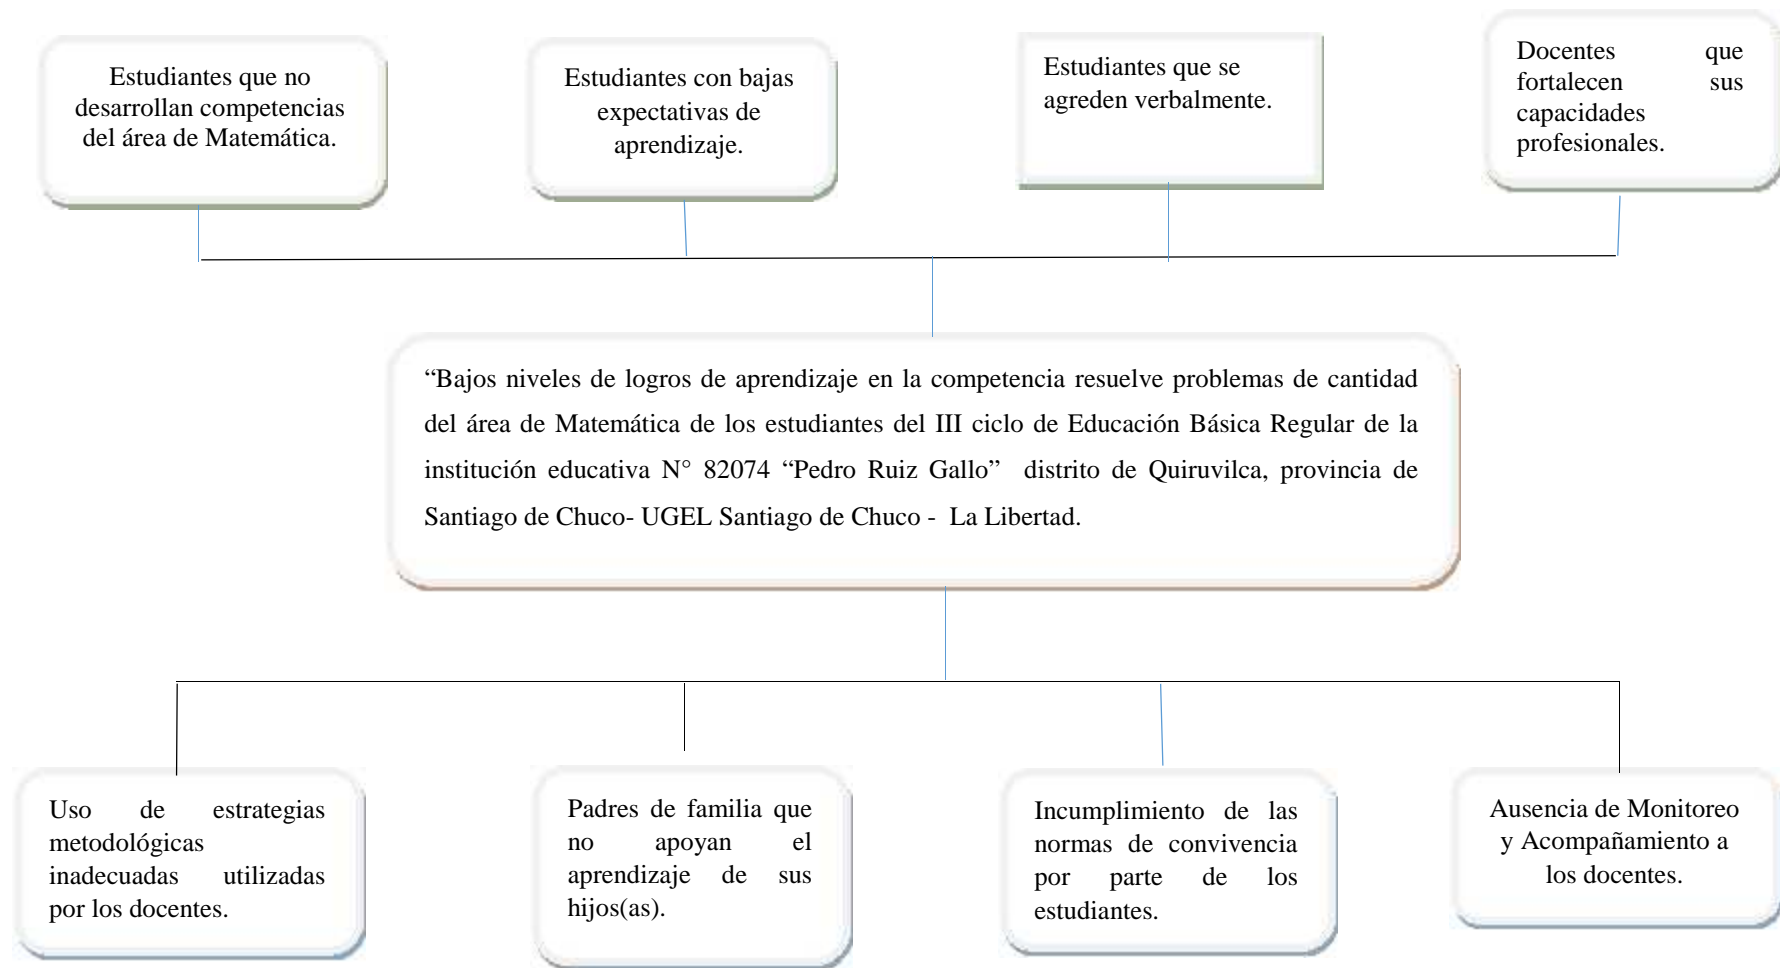 Estudiantes que no
desarrollan competencias
del área de Matemática.
Estudiantes con bajas
expectativas de
aprendizaje.
Estudiantes que se
agreden verbalmente.
Docentes que
fortalecen sus
capacidades
profesionales.
“Bajos niveles de logros de aprendizaje en la competencia resuelve problemas de cantidad
del área de Matemática de los estudiantes del III ciclo de Educación Básica Regular de la
institución educativa N° 82074 “Pedro Ruiz Gallo” distrito de Quiruvilca, provincia de
Santiago de Chuco- UGEL Santiago de Chuco - La Libertad.
Uso de estrategias
metodológicas
inadecuadas utilizadas
por los docentes.
Padres de familia que
no apoyan el
aprendizaje de sus
hijos(as).
Incumplimiento de las
normas de convivencia
por parte de los
estudiantes.
Ausencia de Monitoreo
y Acompañamiento a
los docentes.